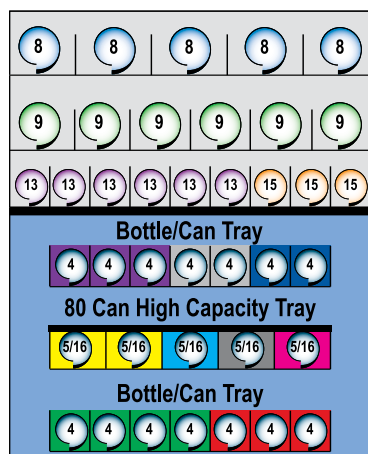 8 8 8 8 8
9 9 9 9 9 9
13 13 13 13 13 13 15 15 15
Bottle/Can Tray
4 4 4 4 4 4 4
80 Can High Capacity Tray
5/16 5/16 5/16 5/16 5/16
Bottle/Can Tray
4 4 4 4 4 4 4